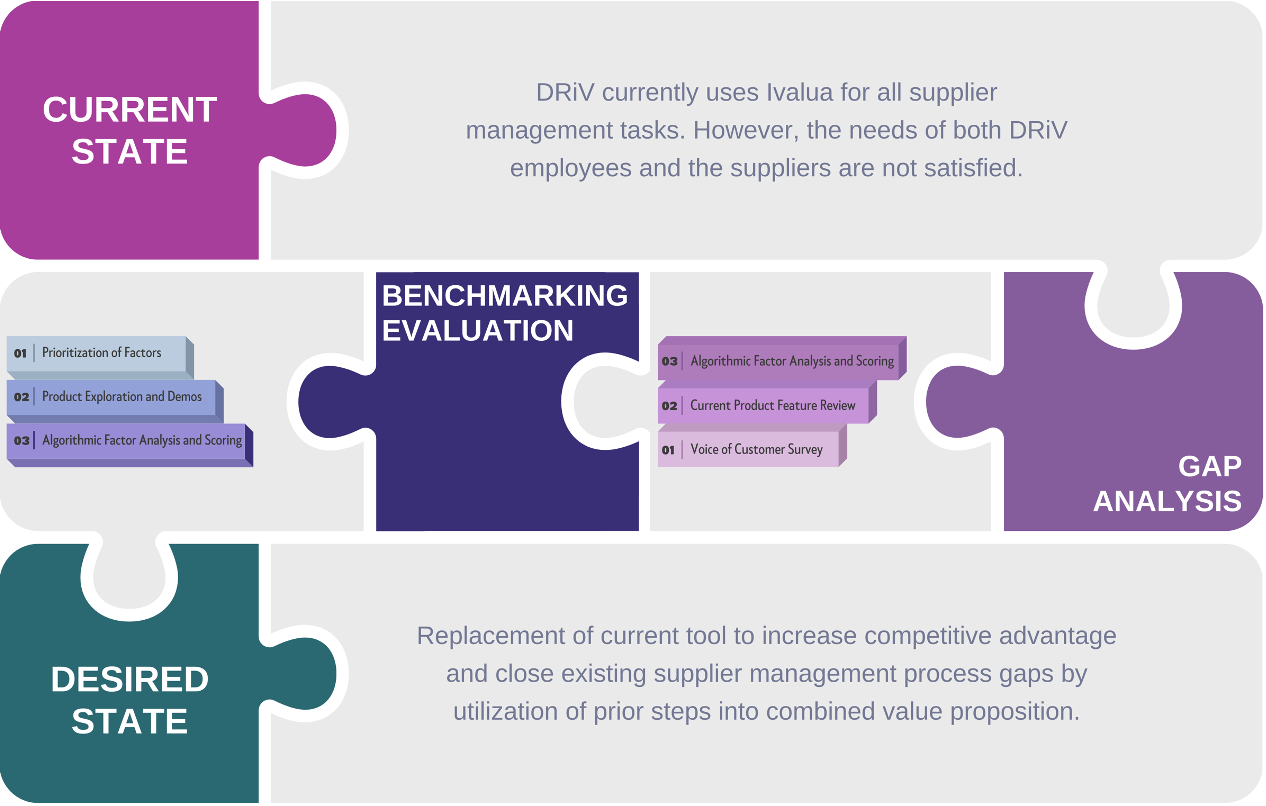 CURRENT
STATE
DRiV currently uses Ivalua for all supplier
management tasks. However, the needs of both DRiV
employees and the suppliers are not satisfied.
01 Prioritization of Factors
02 Product Exploration and Demos
03 Algorithmic Factor Analysis and Scoring
BENCHMARKING
EVALUATION
03 Algorithmic Factor Analysis and Scoring
02 Current Product Feature Review
01 Voice of Customer Survey
GAP
ANALYSIS
DESIRED
STATE
Replacement of current tool to increase competitive advantage
and close existing supplier management process gaps by
utilization of prior steps into combined value proposition.